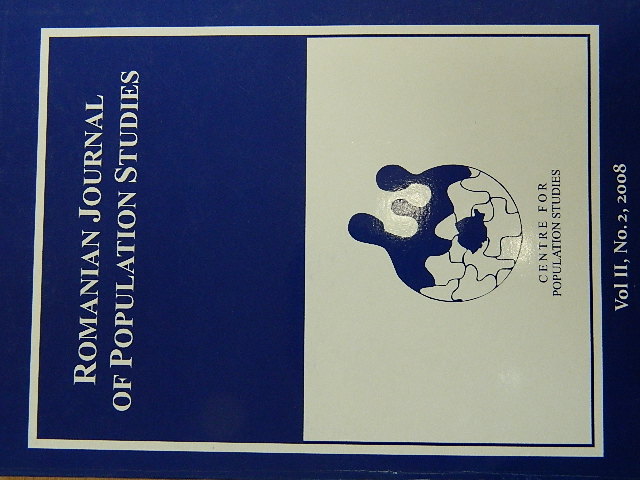 ROMANIAN JOURNAL
OF POPULATION STUDIES
CENTRE FOR
POPULATION STUDIES
Vol II, No. 2, 2008